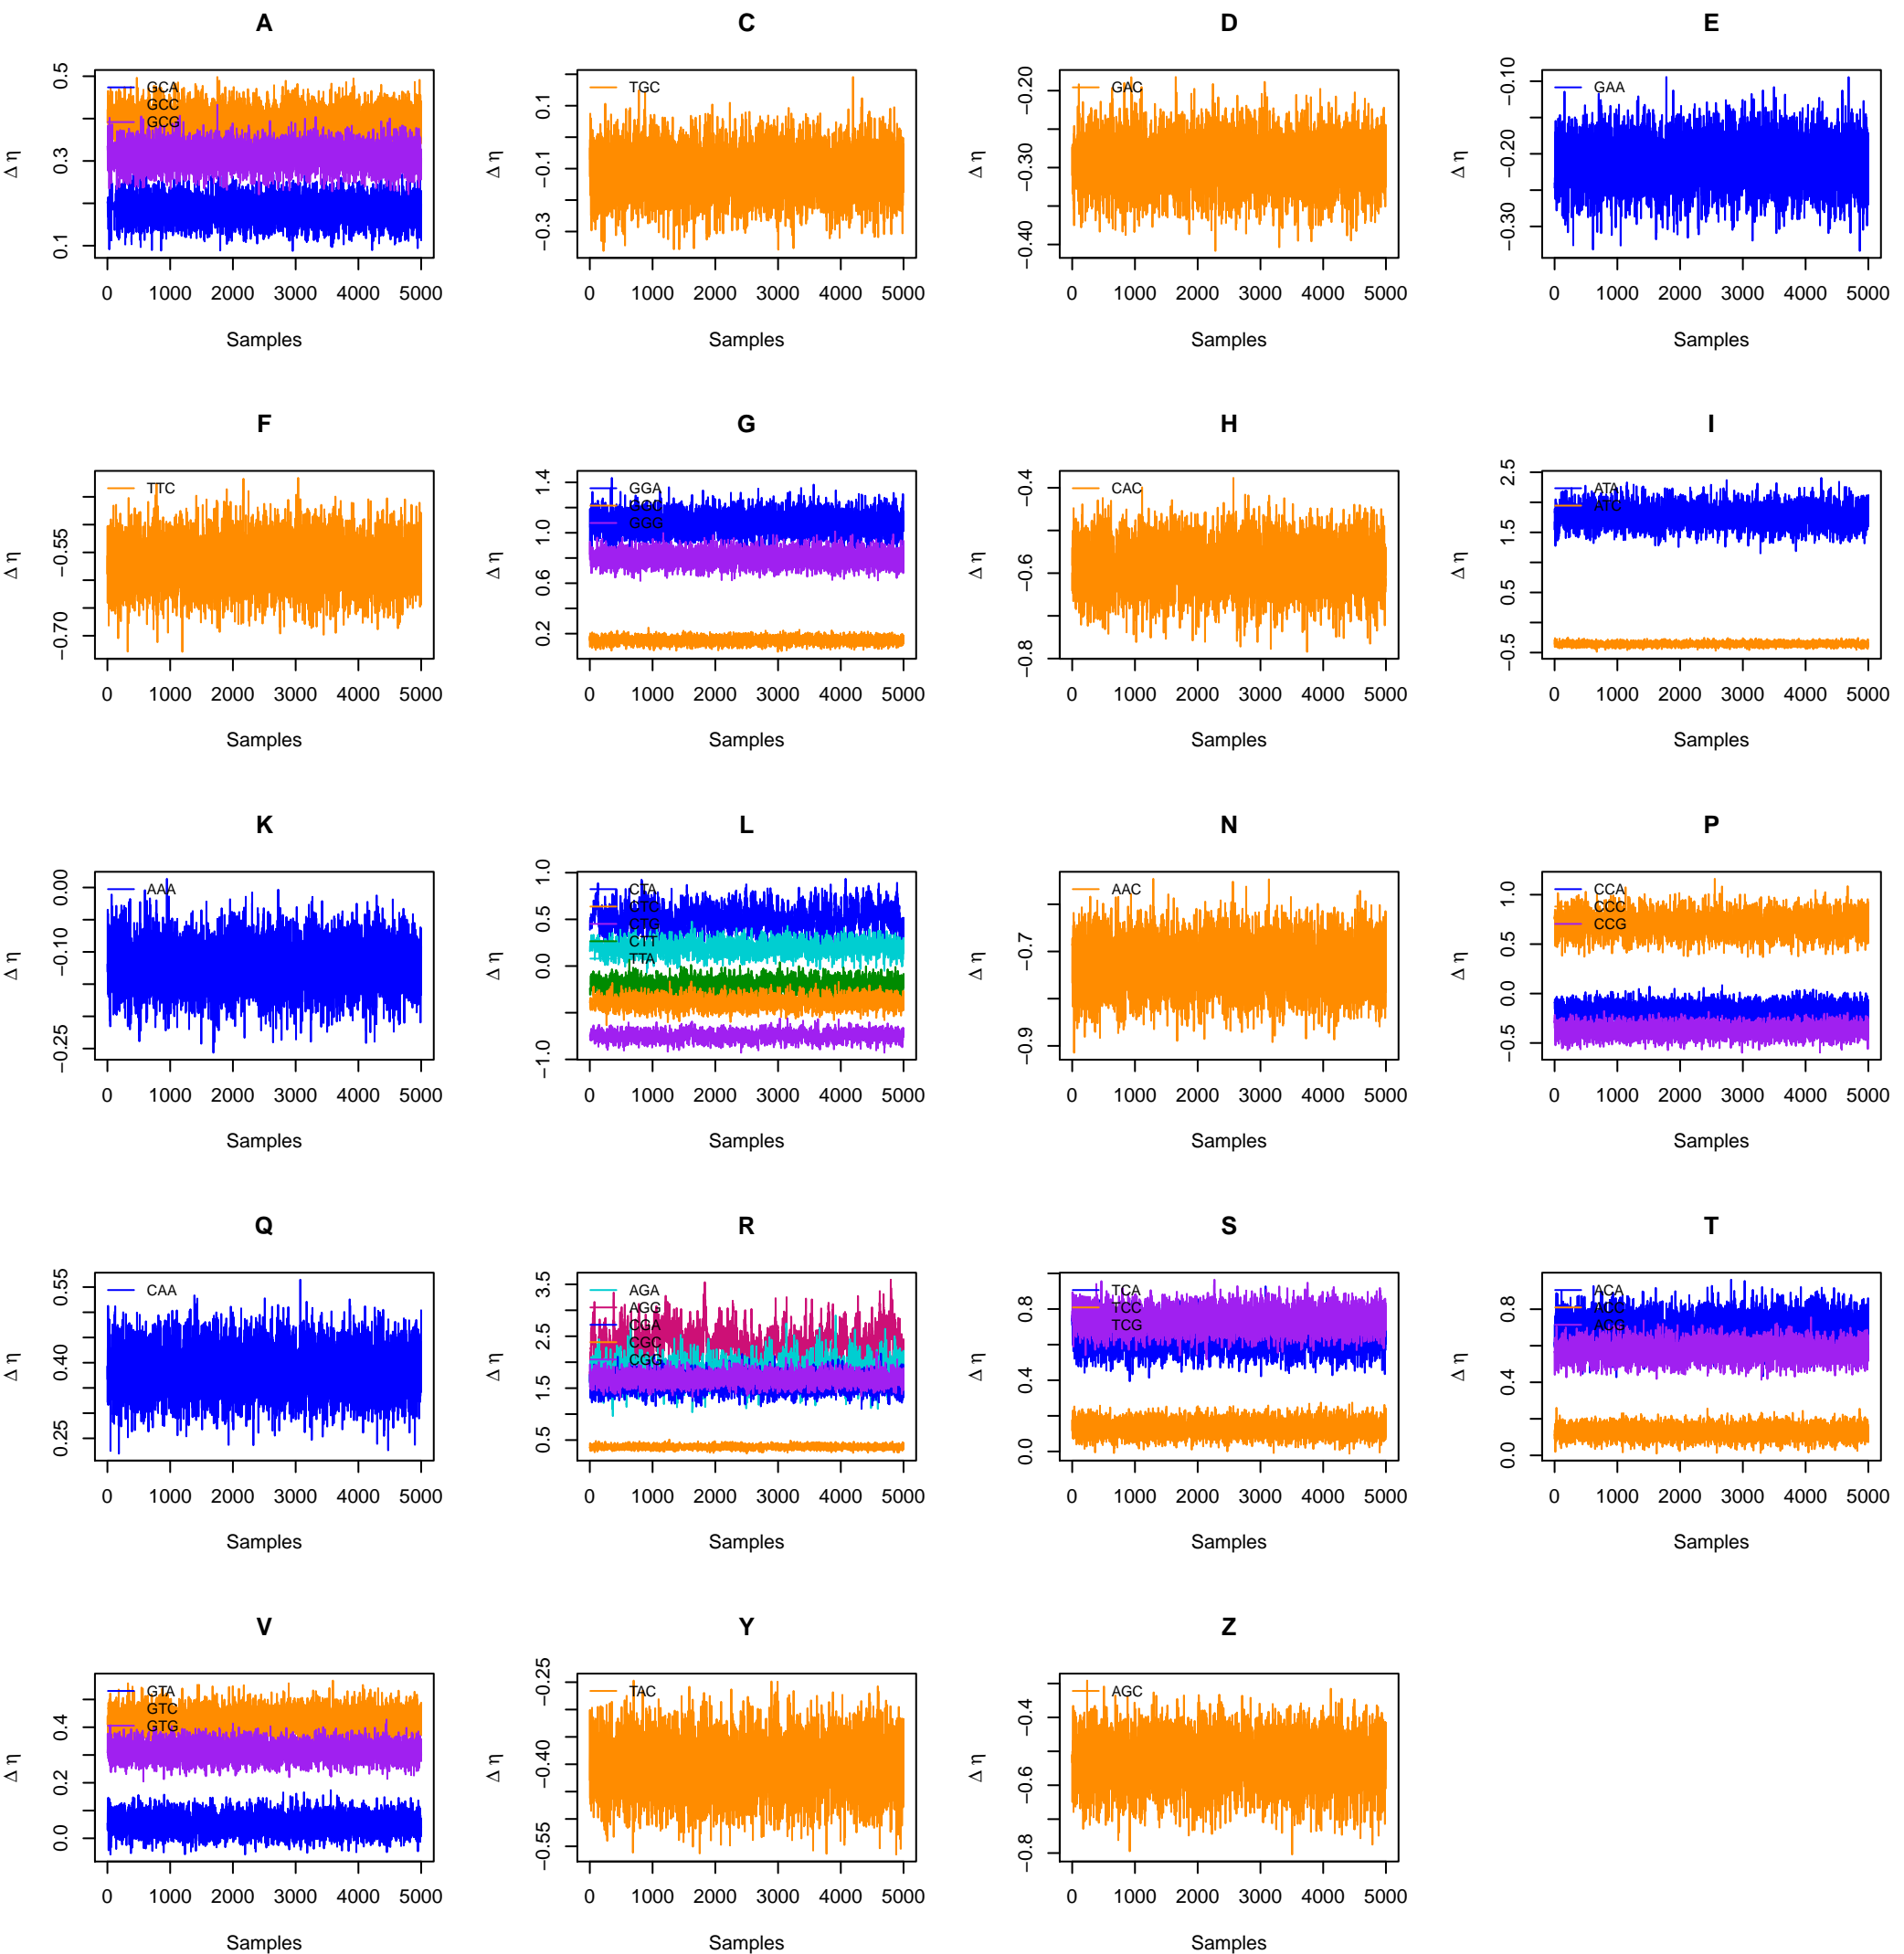 A
C
D
E
0.1 0.3 0.5
Δ η
GCA
GCC
GCG
0 1000 2000 3000 4000 5000
Samples
−0.3 −0.1 0.1
Δ η
TGC
0 1000 2000 3000 4000 5000
Samples
−0.40 −0.30 −0.20
Δ η
GAC
0 1000 2000 3000 4000 5000
Samples
−0.30 −0.20 −0.10
Δ η
GAA
0 1000 2000 3000 4000 5000
Samples
F
G
H
I
−0.70 −0.55
Δ η
TTC
0 1000 2000 3000 4000 5000
Samples
0.2 0.6 1.0 1.4
Δ η
GGA
GGC
GGG
0 1000 2000 3000 4000 5000
Samples
−0.8 −0.6 −0.4
Δ η
CAC
0 1000 2000 3000 4000 5000
Samples
−0.5 0.5 1.5 2.5
Δ η
ATA
ATC
0 1000 2000 3000 4000 5000
Samples
K
L
N
P
−0.25 −0.10 0.00
Δ η
AAA
0 1000 2000 3000 4000 5000
Samples
−1.0 0.0 0.5 1.0
Δ η
CTA
CTC
CTG
CTT
TTA
0 1000 2000 3000 4000 5000
Samples
−0.9 −0.7
Δ η
AAC
0 1000 2000 3000 4000 5000
Samples
−0.5 0.0 0.5 1.0
Δ η
CCA
CCC
CCG
0 1000 2000 3000 4000 5000
Samples
Q
R
S
T
0.25 0.40 0.55
Δ η
CAA
0 1000 2000 3000 4000 5000
Samples
0.5 1.5 2.5 3.5
Δ η
AGA
AGG
CGA
CGC
CGG
0 1000 2000 3000 4000 5000
Samples
0.0 0.4 0.8
Δ η
TCA
TCC
TCG
0 1000 2000 3000 4000 5000
Samples
0.0 0.4 0.8
Δ η
ACA
ACC
ACG
0 1000 2000 3000 4000 5000
Samples
V
Y
Z
0.0 0.2 0.4
Δ η
GTA
GTC
GTG
0 1000 2000 3000 4000 5000
Samples
−0.55 −0.40 −0.25
Δ η
TAC
0 1000 2000 3000 4000 5000
Samples
−0.8 −0.6 −0.4
Δ η
AGC
0 1000 2000 3000 4000 5000
Samples